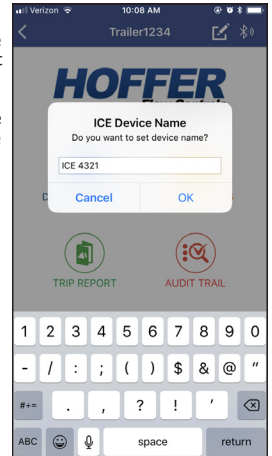 Verizon 10:08 AM
Trailer1234
HOFFER
ICE Device Name
Do you want to set device name?
ICE 4321
Cancel OK
TRIP REPORT AUDIT TRAIL
1 2 3 4 5 6 7 8 9 0
- / : ; ( ) $ & @ "
#+= . , ? ! '
ABC space return